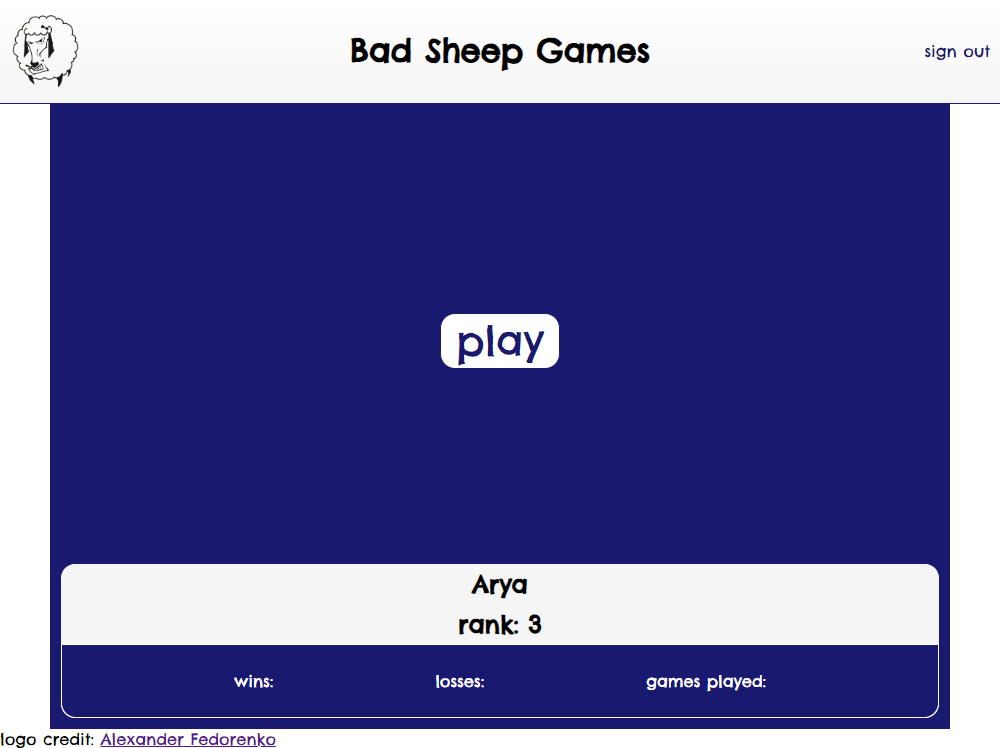 Bad Sheep Games
sign out
play
Arya
rank: 3
wins: losses: games played:
logo credit: Alexander Fedorenko